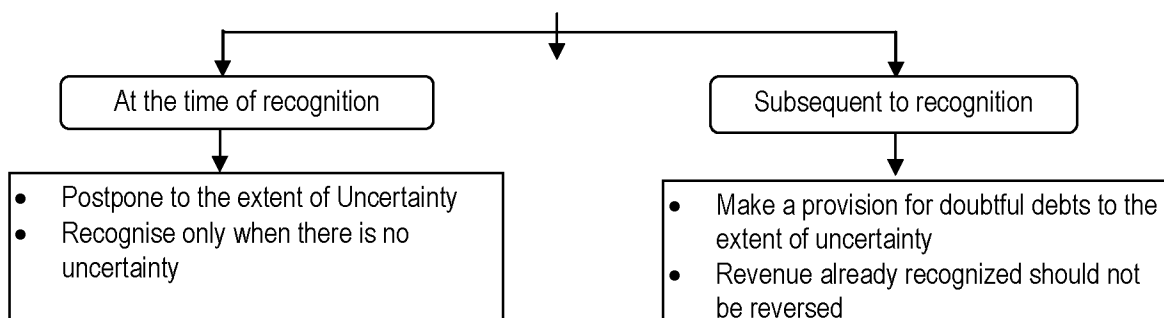 At the time of recognition
Subsequent to recognition
• Postpone to the extent of Uncertainty
• Recognise only when there is no
uncertainty
• Make a provision for doubtful debts to the
extent of uncertainty
• Revenue already recognized should not
be reversed